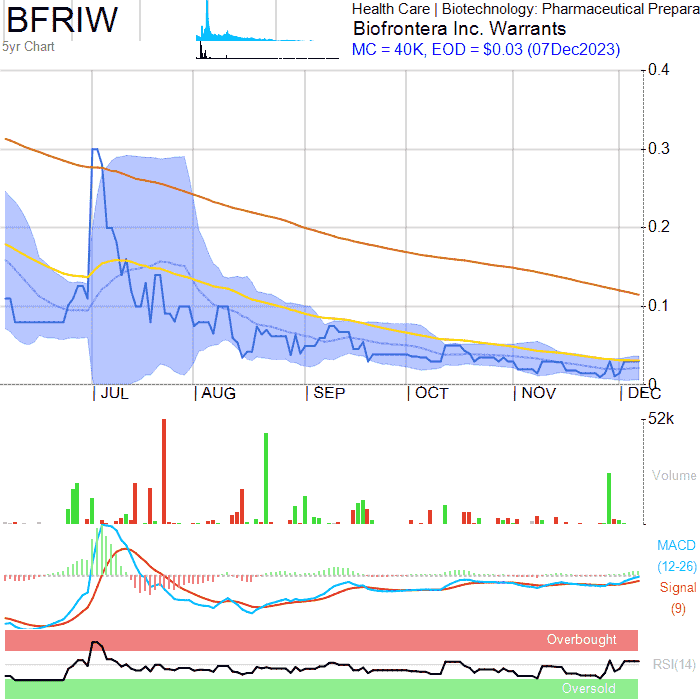 BFRIW
Health Care | Biotechnology: Pharmaceutical Prepara
Biofrontera Inc. Warrants
5yr Chart
MC = 40K, EOD = $0.03 (07Dec2023)
0.4
0.3
0.2
0.1
0
JUL AUG SEP OCT NOV DEC
52k
Volume
MACD
(12-26)
Signal
(9)
Overbought
RSI(14)
Oversold